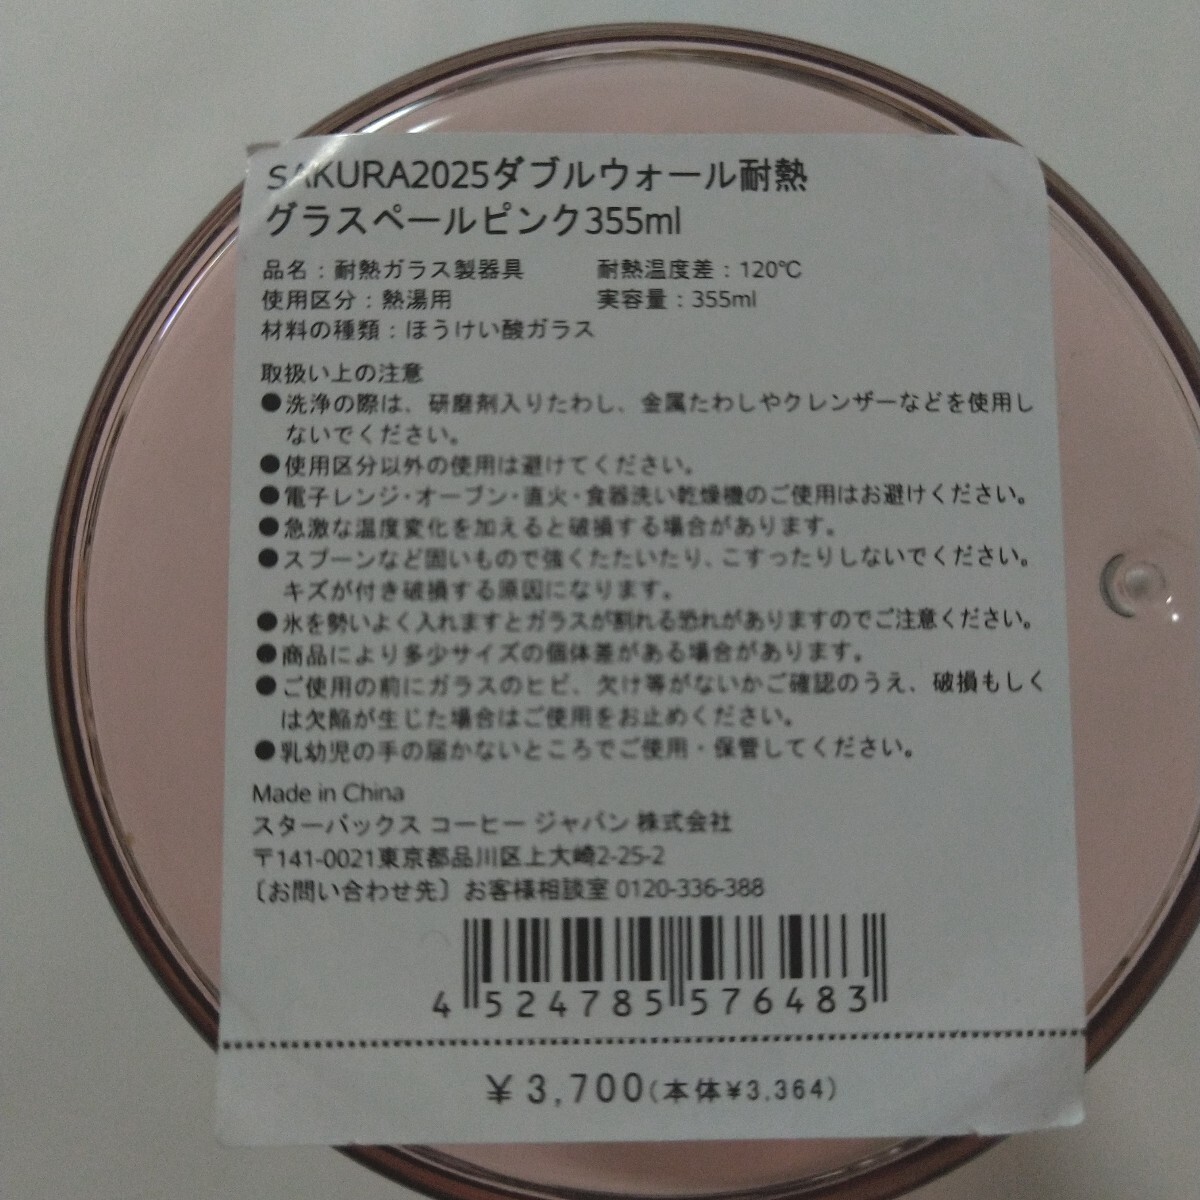 SAKURA2025ダブルウォール耐熱
グラスペールピンク355ml
品名：耐熱ガラス製器具　耐熱温度差：120℃
使用区分：熱湯用　実容量：355ml
材料の種類：ほうけい酸ガラス
取扱い上の注意
●洗浄の際は、研磨剤入りたわし、金属たわしやクレンザーなどを使用し
ないでください。
●使用区分以外の使用は避けてください。
●電子レンジ・オーブン・直火・食器洗い乾燥機のご使用はお避けください。
●急激な温度変化を加えると破損する場合があります。
●スプーンなど固いもので強くたたいたり、こすったりしないでください。
キズが付き破損する原因になります。
●氷を勢いよく入れますとガラスが割れる恐れがありますのでご注意ください。
●商品により多少サイズの個体差がある場合があります。
●ご使用の前にガラスのヒビ、欠け等がないかご確認のうえ、破損もしく
は欠陥が生じた場合はご使用をお止めください。
●乳幼児の手の届かないところでご使用・保管してください。
Made in China
スターバックス コーヒー ジャパン 株式会社
〒141-0021東京都品川区上大崎2-25-2
〔お問い合わせ先〕お客様相談室 0120-336-388
4 524785 576483
¥ 3,700(本体¥3,364)